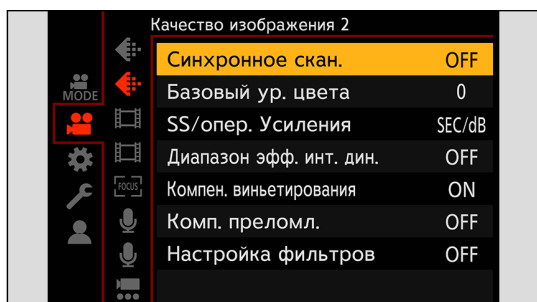 Качество изображения 2
MODE
FOCUS
Синхронное скан. OFF
Базовый ур. цвета 0
SS/опер. Усиления SEC/dB
Диапазон эфф. инт. дин. OFF
Компен. виньетирования ON
Комп. преломл. OFF
Настройка фильтров OFF